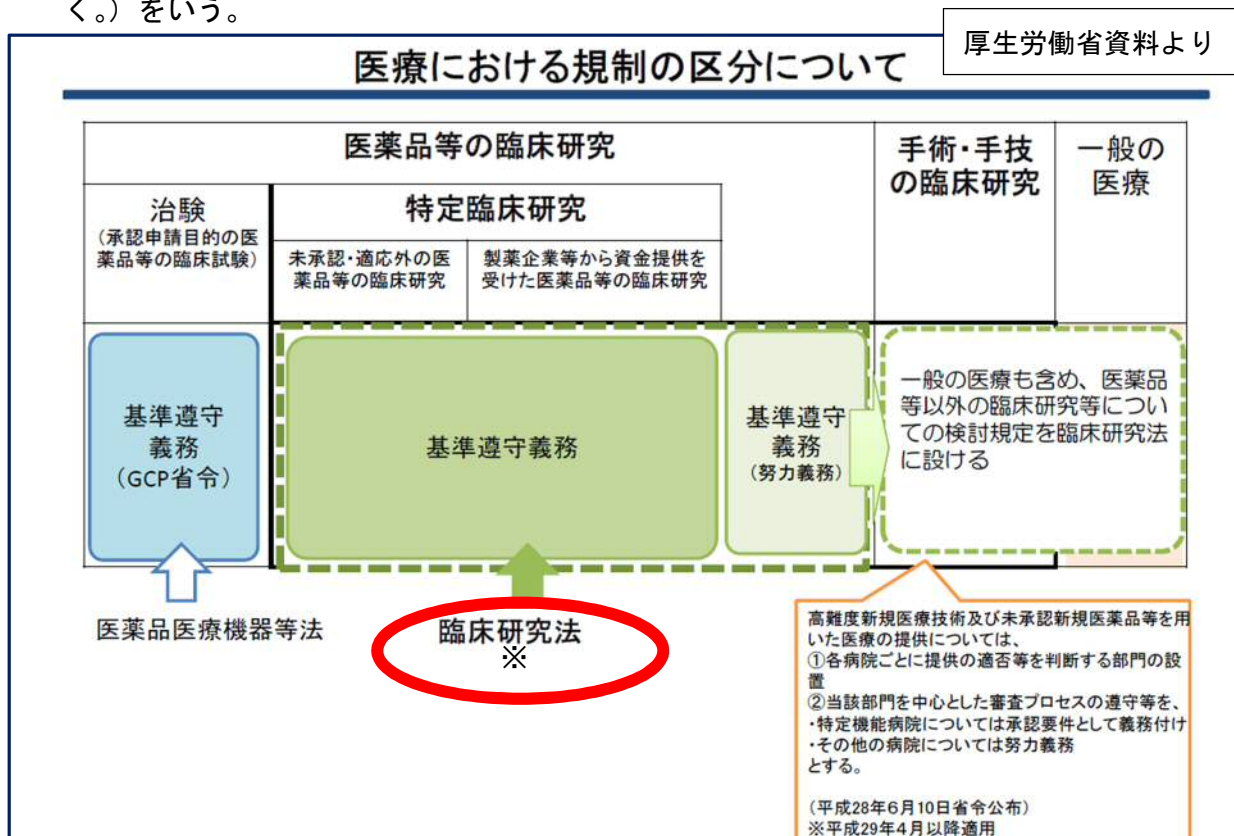 く。）をいう。
厚生労働省資料より
医療における規制の区分について
医薬品等の臨床研究
手術・手技
の臨床研究
一般の
医療
治験
（承認申請目的の医
薬品等の臨床試験）
特定臨床研究
未承認・適応外の医
薬品等の臨床研究
製薬企業等から資金提供を
受けた医薬品等の臨床研究
基準遵守
義務
（GCP省令）
基準遵守義務
基準遵守
義務
（努力義務）
一般の医療も含め、医薬品
等以外の臨床研究等につい
ての検討規定を臨床研究法
に設ける
医薬品医療機器等法
臨床研究法
※
高難度新規医療技術及び未承認新規医薬品等を用
いた医療の提供については、
①各病院ごとに提供の適否等を判断する部門の設
置
②当該部門を中心とした審査プロセスの遵守等を、
・特定機能病院については承認要件として義務付け
・その他の病院については努力義務
とする。
（平成28年6月10日省令公布）
※平成29年4月以降適用